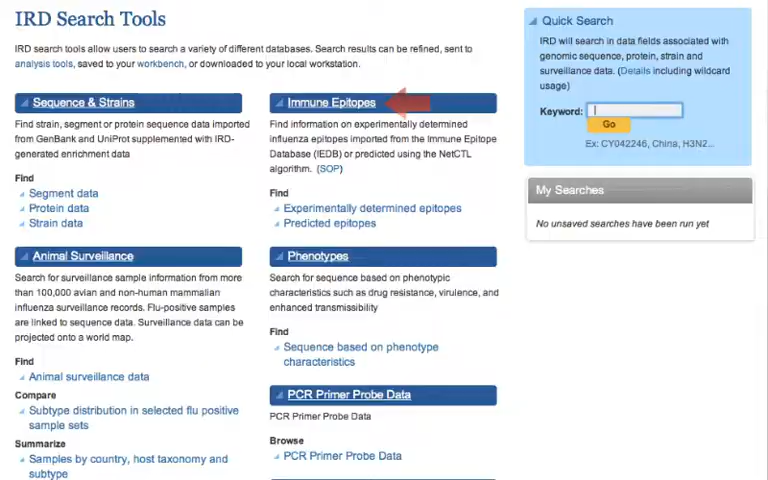 IRD Search Tools
IRD search tools allow users to search a variety of different databases. Search results can be refined, sent to
analysis tools, saved to your workbench, or downloaded to your local workstation.
Sequence & Strains
Find strain, segment or protein sequence data imported
from GenBank and UniProt supplemented with IRD-
generated enrichment data
Find
Segment data
Protein data
Strain data
Animal Surveillance
Search for surveillance sample information from more
than 100,000 avian and non-human mammalian
influenza surveillance records. Flu-positive samples
are linked to sequence data. Surveillance data can be
projected onto a world map.
Find
Animal surveillance data
Compare
Subtype distribution in selected flu positive
sample sets
Summarize
Samples by country, host taxonomy and
subtype
Immune Epitopes
Find information on experimentally determined
influenza epitopes imported from the Immune Epitope
Database (IEDB) or predicted using the NetCTL
algorithm. (SOP)
Find
Experimentally determined epitopes
Predicted epitopes
Phenotypes
Search for sequence based on phenotypic
characteristics such as drug resistance, virulence, and
enhanced transmissibility
Find
Sequence based on phenotype
characteristics
PCR Primer Probe Data
PCR Primer Probe Data
Browse
PCR Primer Probe Data
Quick Search
IRD will search in data fields associated with
genomic sequence, protein, strain and
surveillance data. (Details including wildcard
usage)
Keyword:
Go
Ex: CY042246, China, H3N2...
My Searches
No unsaved searches have been run yet